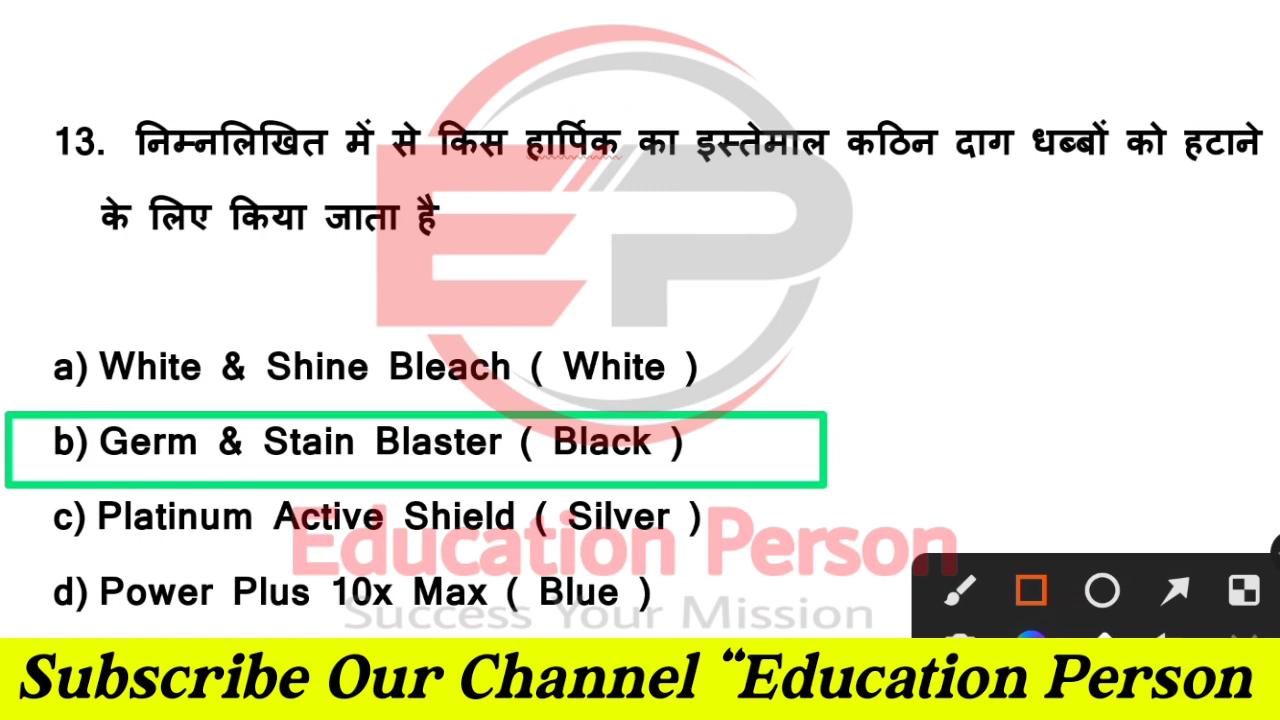 13. निम्नलिखित में से किस हार्पिक का इस्तेमाल कठिन दाग धब्बों को हटाने
के लिए किया जाता है
EP
a) White & Shine Bleach ( White )
b) Germ & Stain Blaster ( Black )
c) Platinum Active Shield ( Silver )
Education Person
d) Power Plus 10x Max ( Blue )
Success Your Mission
Subscribe Our Channel “Education Person